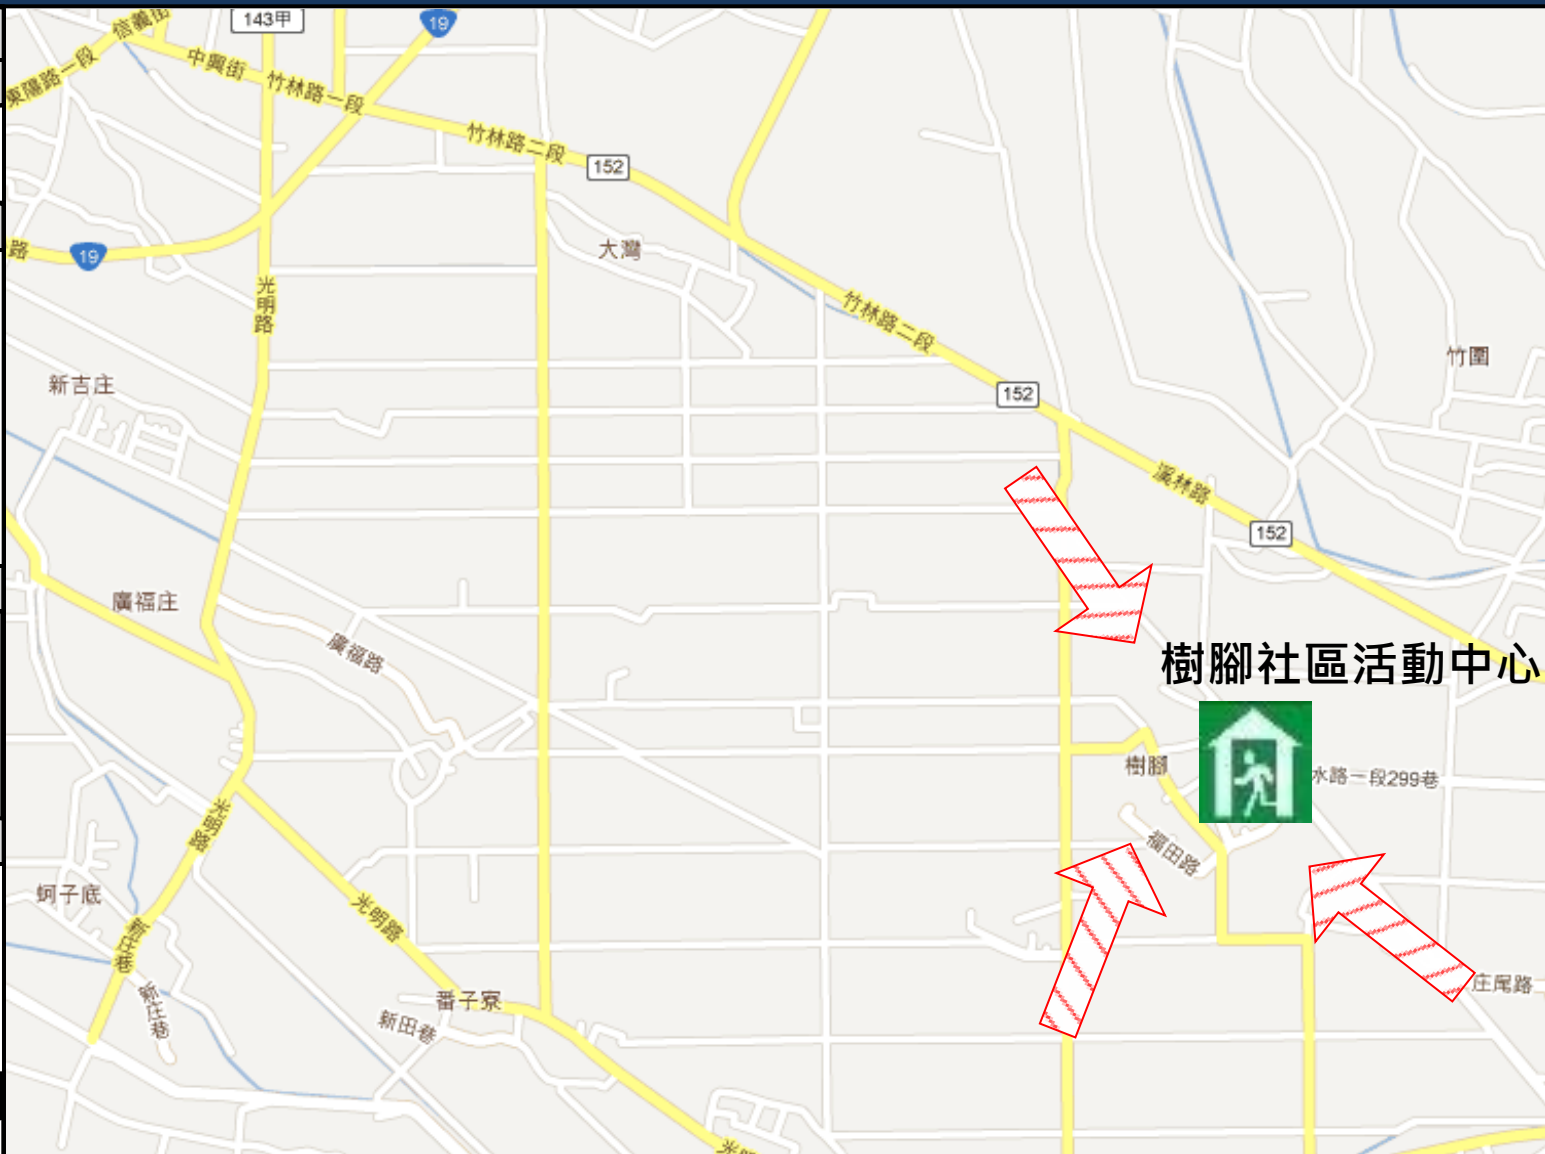 143甲
19
信義街
東陽路一段
中興街
竹林路一段
竹林路二段
152
路
19
大灣
光明路
竹林路二段
竹圍
新吉庄
152
溪林路
152
廣福庄
廣福路
樹腳社區活動中心
樹腳
水路一段299巷
光明路
福田路
蚵子底
光明路
新庄巷
新庄巷
番子寮
庄尾路
新田巷